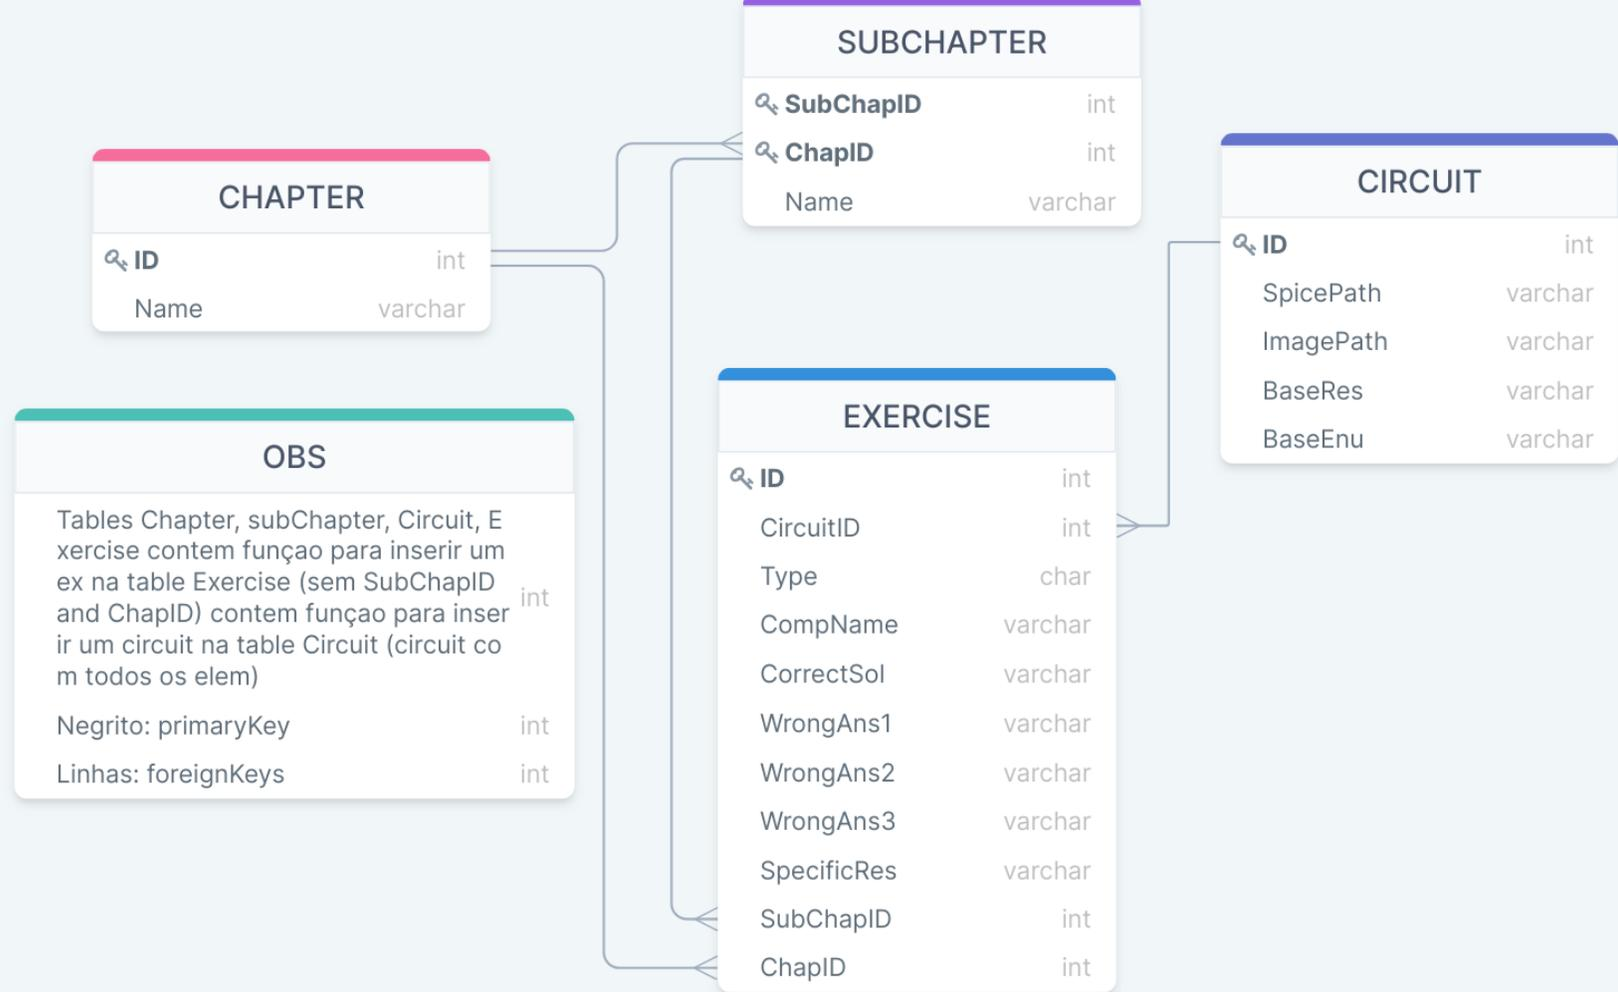 SUBCHAPTER
SubChapID int
ChapID int
Name varchar
CHAPTER
ID int
Name varchar
CIRCUIT
ID int
SpicePath varchar
ImagePath varchar
BaseRes varchar
BaseEnu varchar
EXERCISE
ID int
CircuitID int
Type char
CompName varchar
CorrectSol varchar
WrongAns1 varchar
WrongAns2 varchar
WrongAns3 varchar
SpecificRes varchar
SubChapID int
ChapID int
OBS
Tables Chapter, subChapter, Circuit, E
xercise contem funçao para inserir um
ex na table Exercise (sem SubChapID
and ChapID) contem funçao para inser
ir um circuit na table Circuit (circuit co
m todos os elem)
int
Negrito: primaryKey int
Linhas: foreignKeys int